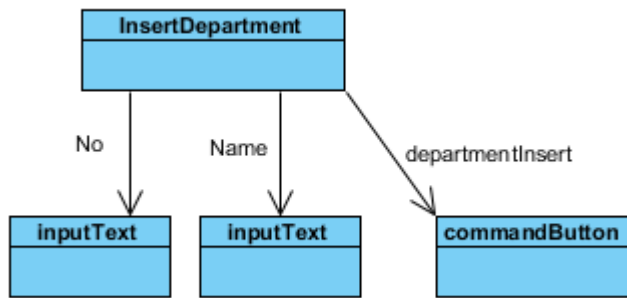 InsertDepartment
No
Name
departmentInsert
inputText
inputText
commandButton